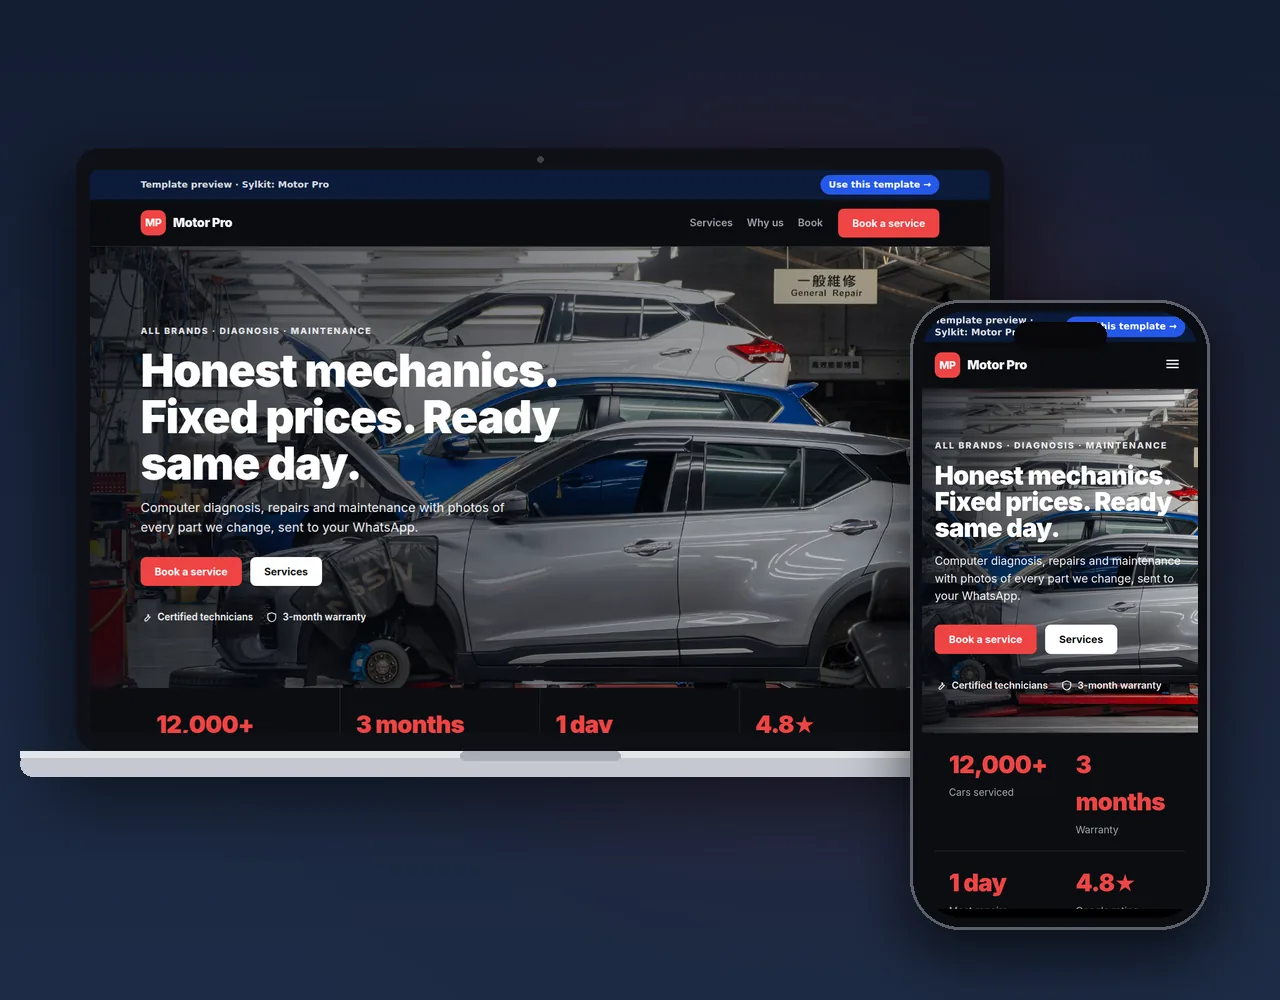 Template preview · Sylkit: Motor Pro
Use this template →
MP Motor Pro
Services Why us Book Book a service
一般維修
General Repair
ALL BRANDS · DIAGNOSIS · MAINTENANCE
Honest mechanics.
Fixed prices. Ready
same day.
Computer diagnosis, repairs and maintenance with photos of
every part we change, sent to your WhatsApp.
Book a service Services
Certified technicians 3-month warranty
12,000+ 3 months 1 day 4.8★
template preview ·
Sylkit: Motor Pr
this template →
MP Motor Pro
ALL BRANDS · DIAGNOSIS · MAINTENANCE
Honest mechanics.
Fixed prices. Ready
same day.
Computer diagnosis, repairs and maintenance
with photos of every part we change, sent to
your WhatsApp.
Book a service Services
Certified technicians 3-month warranty
12,000+ 3
months
Cars serviced
Warranty
1 day 4.8★